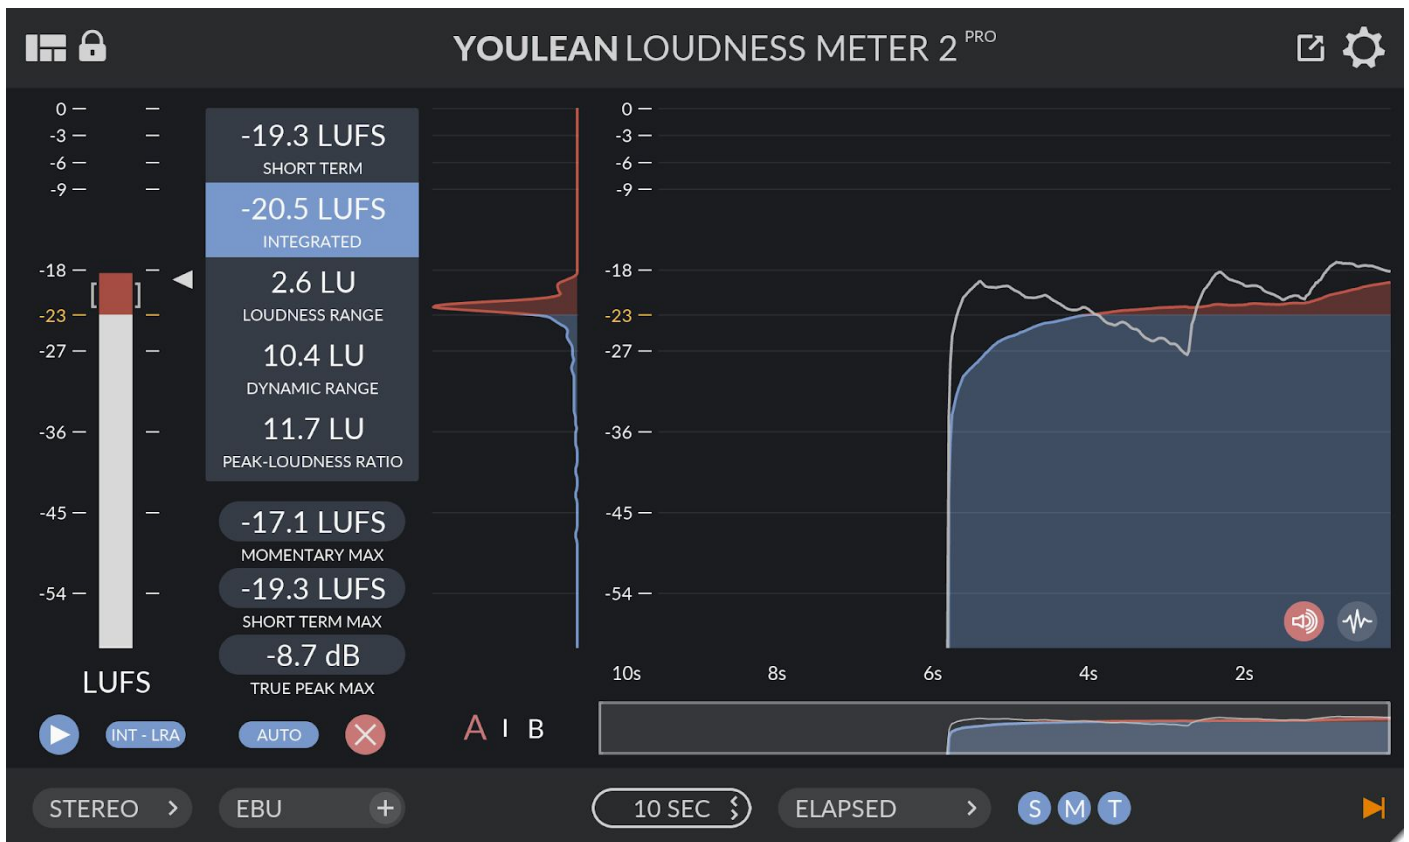 YOULEAN LOUDNESS METER 2 PRO
0
-3
-6
-9
-18
-23
-27
-36
-45
-54
LUFS
-19.3 LUFS
SHORT TERM
-20.5 LUFS
INTEGRATED
2.6 LU
LOUDNESS RANGE
10.4 LU
DYNAMIC RANGE
11.7 LU
PEAK-LOUDNESS RATIO
-17.1 LUFS
MOMENTARY MAX
-19.3 LUFS
SHORT TERM MAX
-8.7 dB
TRUE PEAK MAX
0
-3
-6
-9
-18
-23
-27
-36
-45
-54
10s 8s 6s 4s 2s
INT - LRA AUTO A I B
STEREO EBU + 10 SEC ELAPSED S M T